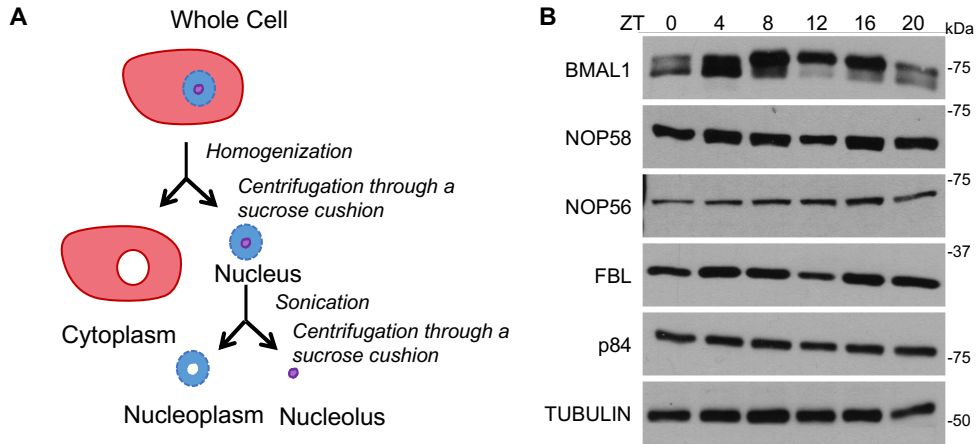 A
Whole Cell
Homogenization
Centrifugation through a
sucrose cushion
Nucleus
Cytoplasm
Sonication
Centrifugation through a
sucrose cushion
Nucleoplasm
Nucleolus
B
ZT 0 4 8 12 16 20 kDa
BMAL1 -75
-75
NOP58
-75
NOP56
-37
FBL
p84 -75
TUBULIN -50